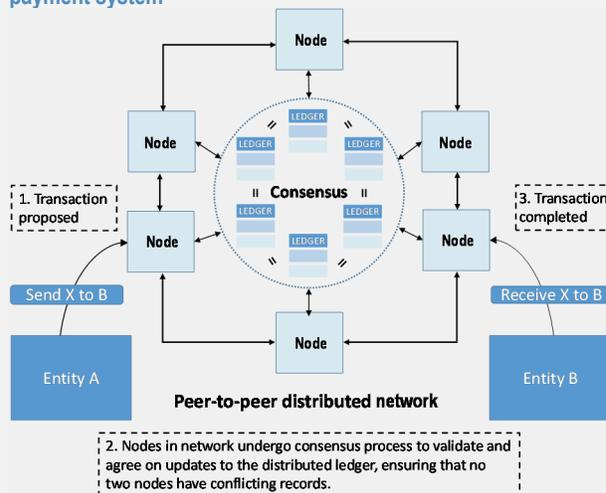 payment system
Node
Node
Node
LEDGER
LEDGER
LEDGER
= Consensus =
1. Transaction
proposed
3. Transaction
completed
Node
Node
LEDGER
LEDGER
LEDGER
Send X to B
Receive X to B
Node
Entity A
Entity B
Peer-to-peer distributed network
2. Nodes in network undergo consensus process to validate and
agree on updates to the distributed ledger, ensuring that no
two nodes have conflicting records.